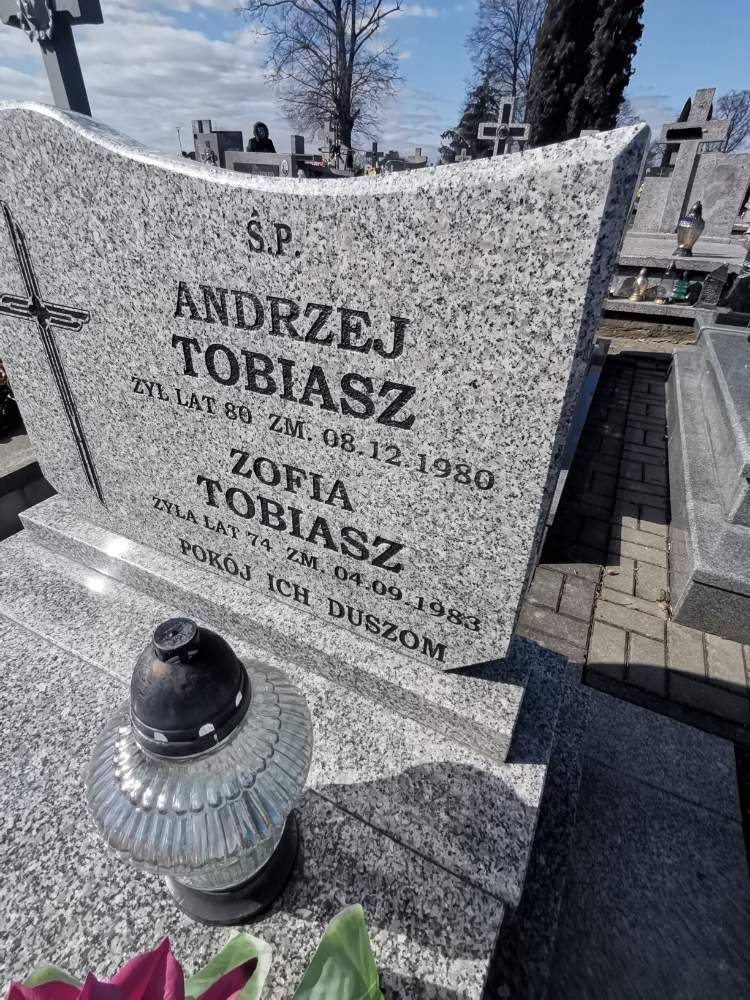 Ś.P.
ANDRZEJ
TOBIASZ
ŻYŁ LAT 80 ZM. 08.12.1980
ZOFIA
TOBIASZ
ŻYŁA LAT 74 ZM. 04.09.1983
POKÓJ ICH DUSZOM